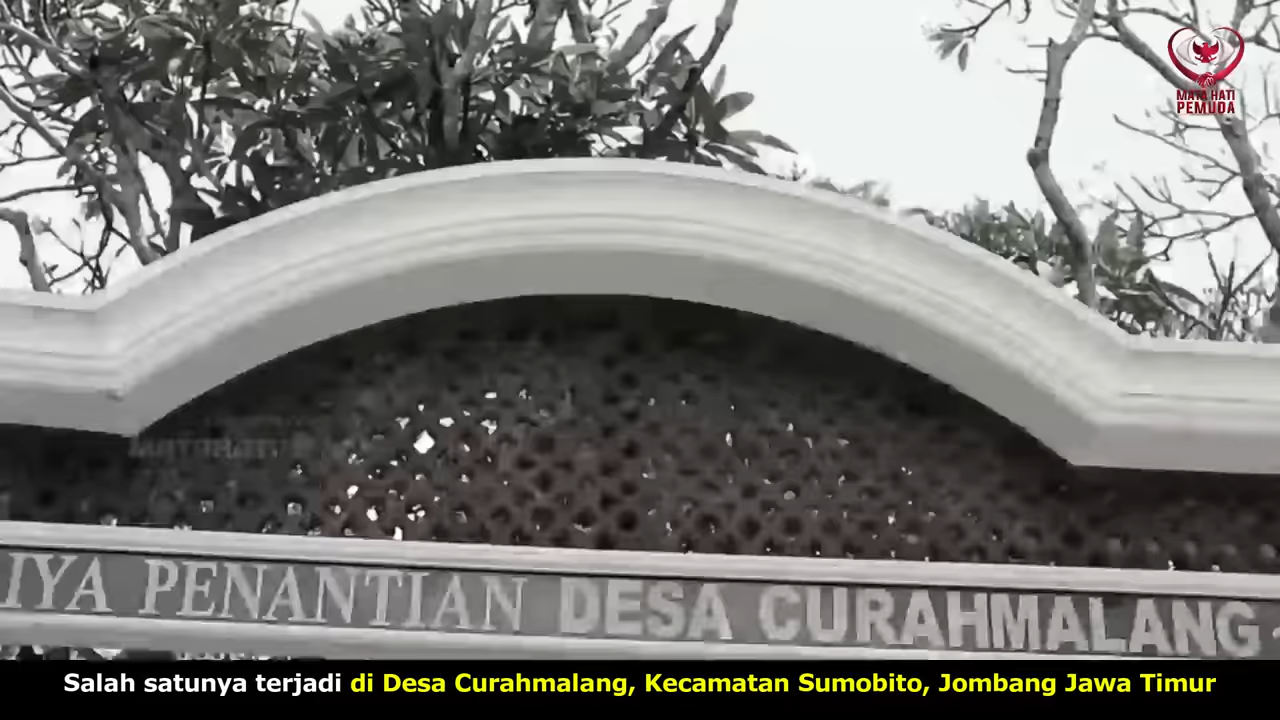 MATA HATI
PEMUDA
IYA PENANTIAN DESA CURAHMALANG
Salah satunya terjadi di Desa Curahmalang, Kecamatan Sumobito, Jombang Jawa Timur